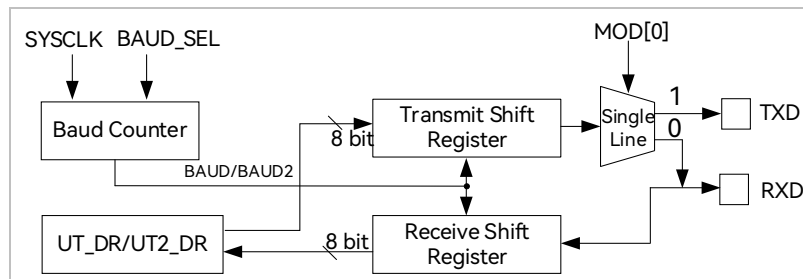 SYSCLK BAUD_SEL
MOD[0]
Baud Counter
8 bit
Transmit Shift
Register
Single
Line
1
0
TXD
BAUD/BAUD2
RXD
UT_DR/UT2_DR
8 bit
Receive Shift
Register